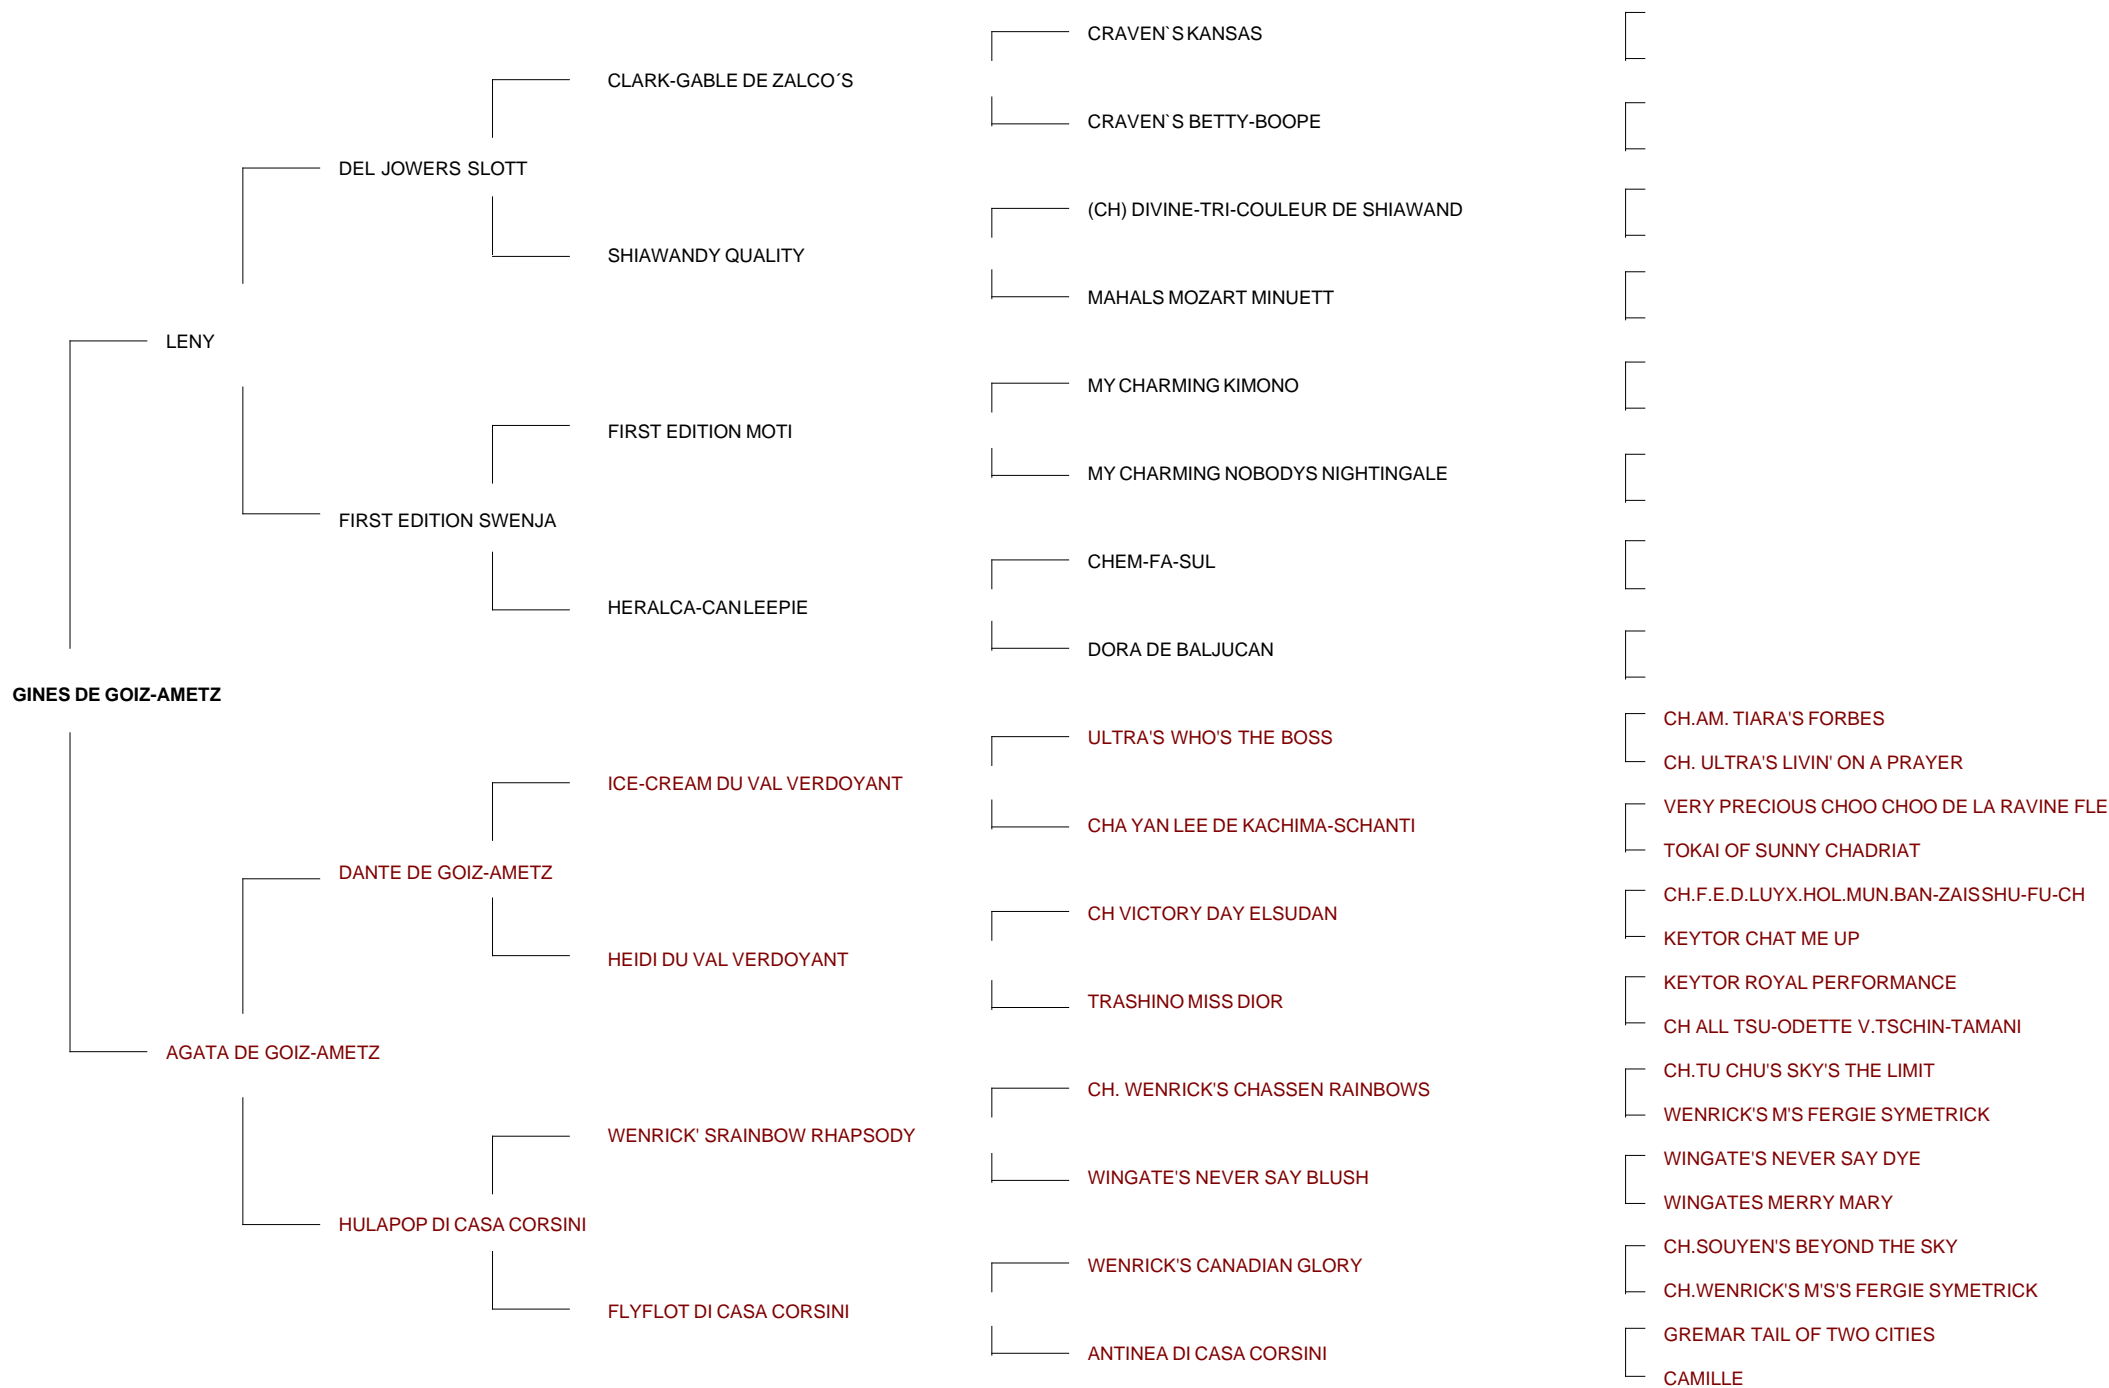 CRAVEN`S KANSAS
CLARK-GABLE DE ZALCO´S
CRAVEN`S BETTY-BOOPE
DEL JOWERS SLOTT
(CH) DIVINE-TRI-COULEUR DE SHIAWAND
SHIAWANDY QUALITY
MAHALS MOZART MINUETT
LENY
MY CHARMING KIMONO
FIRST EDITION MOTI
MY CHARMING NOBODYS NIGHTINGALE
FIRST EDITION SWENJA
CHEM-FA-SUL
HERALCA-CAN LEEPIE
DORA DE BALJUCAN
GINES DE GOIZ-AMETZ
CH.AM. TIARA'S FORBES
ULTRA'S WHO'S THE BOSS
CH. ULTRA'S LIVIN' ON A PRAYER
ICE-CREAM DU VAL VERDOYANT
VERY PRECIOUS CHOO CHOO DE LA RAVINE FLE
CHA YAN LEE DE KACHIMA-SCHANTI
TOKAI OF SUNNY CHADRIAT
DANTE DE GOIZ-AMETZ
CH.F.E.D.LUYX.HOL.MUN.BAN-ZAISSHU-FU-CH
CH VICTORY DAY ELSUDAN
KEYTOR CHAT ME UP
HEIDI DU VAL VERDOYANT
KEYTOR ROYAL PERFORMANCE
TRASHINO MISS DIOR
CH ALL TSU-ODETTE V.TSCHIN-TAMANI
AGATA DE GOIZ-AMETZ
CH.TU CHU'S SKY'S THE LIMIT
CH. WENRICK'S CHASSEN RAINBOWS
WENRICK'S M'S FERGIE SYMETRICK
WENRICK' SRAINBOW RHAPSODY
WINGATE'S NEVER SAY DYE
WINGATE'S NEVER SAY BLUSH
WINGATES MERRY MARY
HULAPOP DI CASA CORSINI
CH.SOUYEN'S BEYOND THE SKY
WENRICK'S CANADIAN GLORY
CH.WENRICK'S M'S'S FERGIE SYMETRICK
FLYFLOT DI CASA CORSINI
GREMAR TAIL OF TWO CITIES
ANTINEA DI CASA CORSINI
CAMILLE